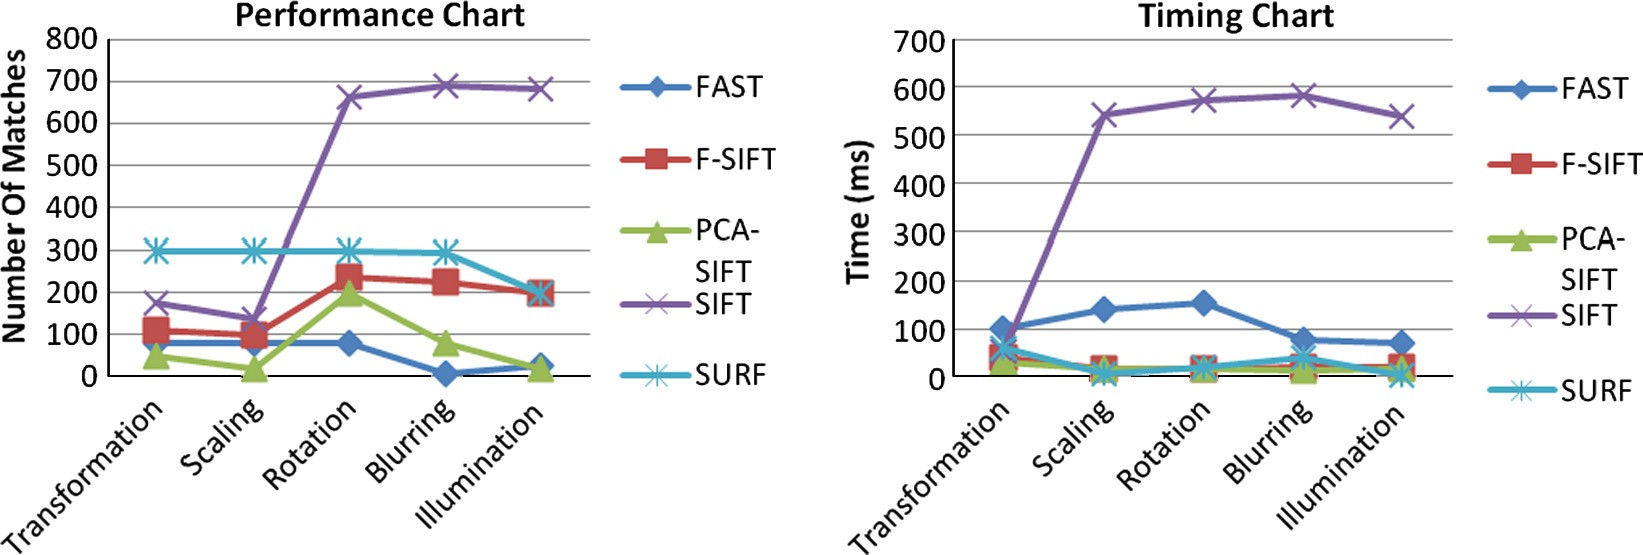 Performance Chart
Number Of Matches
800
700
600
500
400
300
200
100
0
Transformation
Scaling
Rotation
Blurring
Illumination
FAST
F-SIFT
PCA-
SIFT
SIFT
SURF
Timing Chart
Time (ms)
700
600
500
400
300
200
100
0
Transformation
Scaling
Rotation
Blurring
Illumination
FAST
F-SIFT
PCA-
SIFT
SIFT
SURF